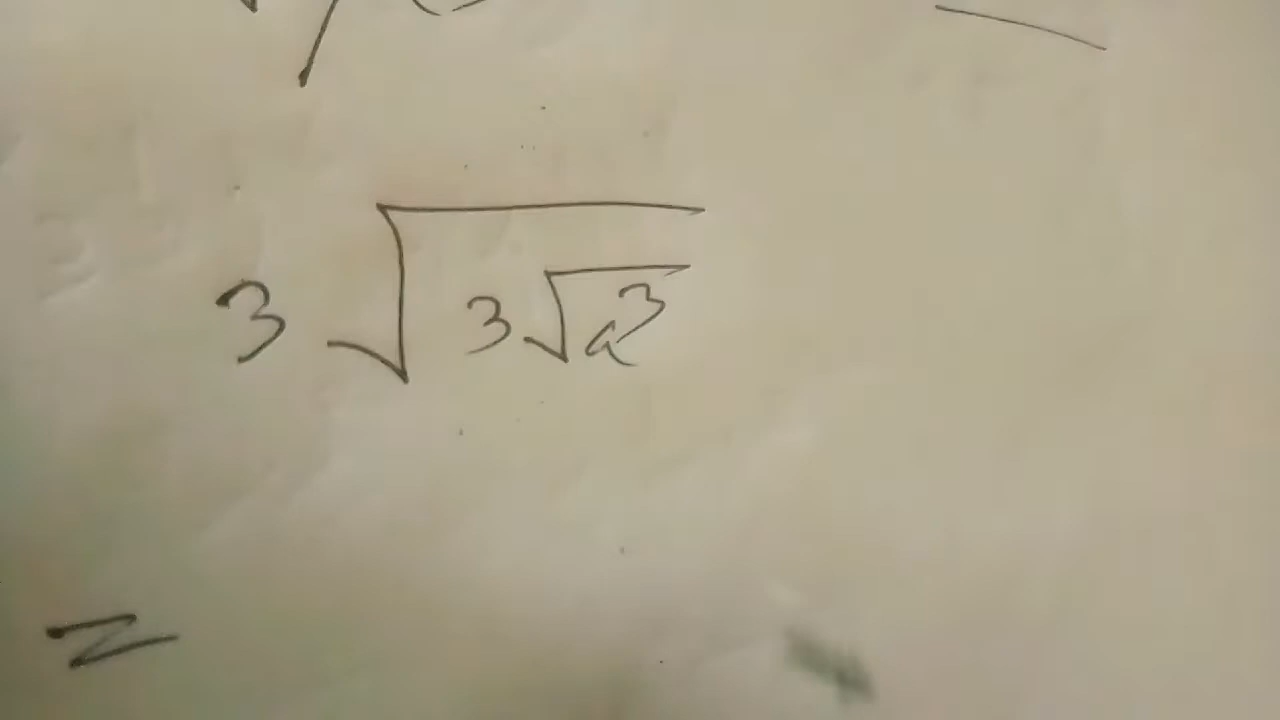 3√(3√a³)
=